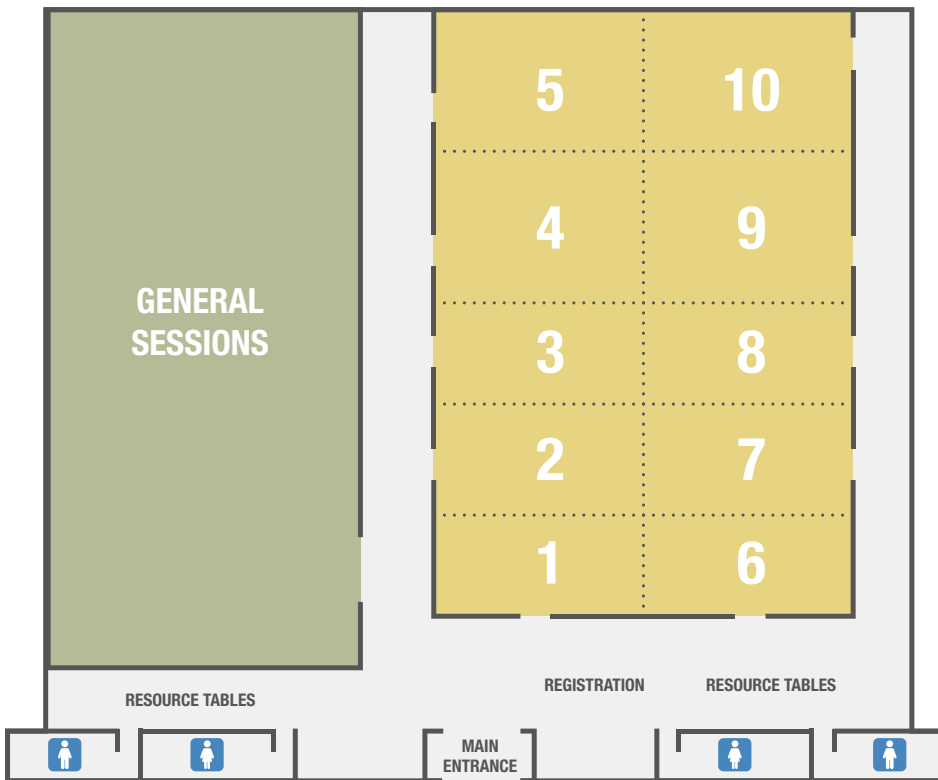 5
10
4
9
GENERAL
SESSIONS
3
8
2
7
1
6
REGISTRATION
RESOURCE TABLES
RESOURCE TABLES
MAIN
ENTRANCE